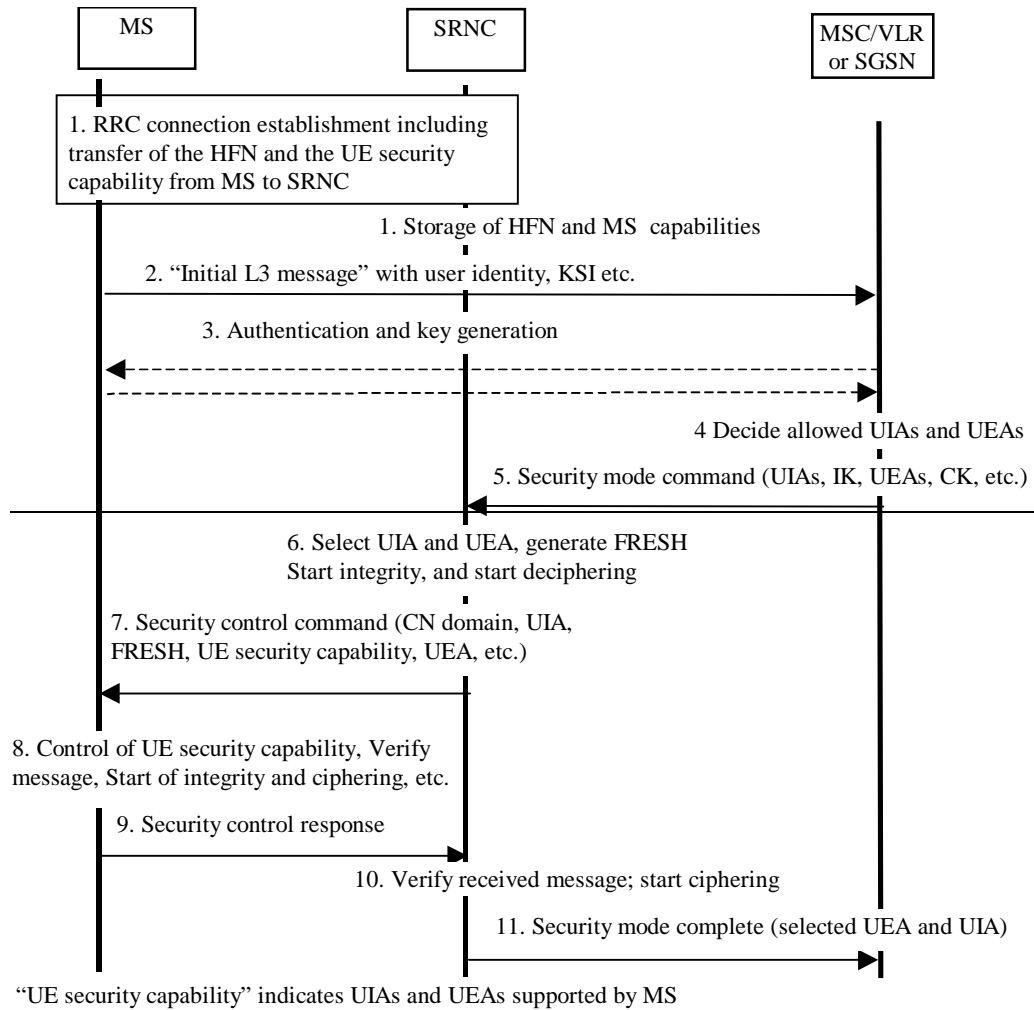 MS
SRNC
MSC/VLR
or SGSN
1. RRC connection establishment including
transfer of the HFN and the UE security
capability from MS to SRNC
1. Storage of HFN and MS capabilities
2. “Initial L3 message” with user identity, KSI etc.
3. Authentication and key generation
4 Decide allowed UIAs and UEAs
5. Security mode command (UIAs, IK, UEAs, CK, etc.)
6. Select UIA and UEA, generate FRESH
Start integrity, and start deciphering
7. Security control command (CN domain, UIA,
FRESH, UE security capability, UEA, etc.)
8. Control of UE security capability, Verify
message, Start of integrity and ciphering, etc.
9. Security control response
10. Verify received message; start ciphering
11. Security mode complete (selected UEA and UIA)
“UE security capability” indicates UIAs and UEAs supported by MS